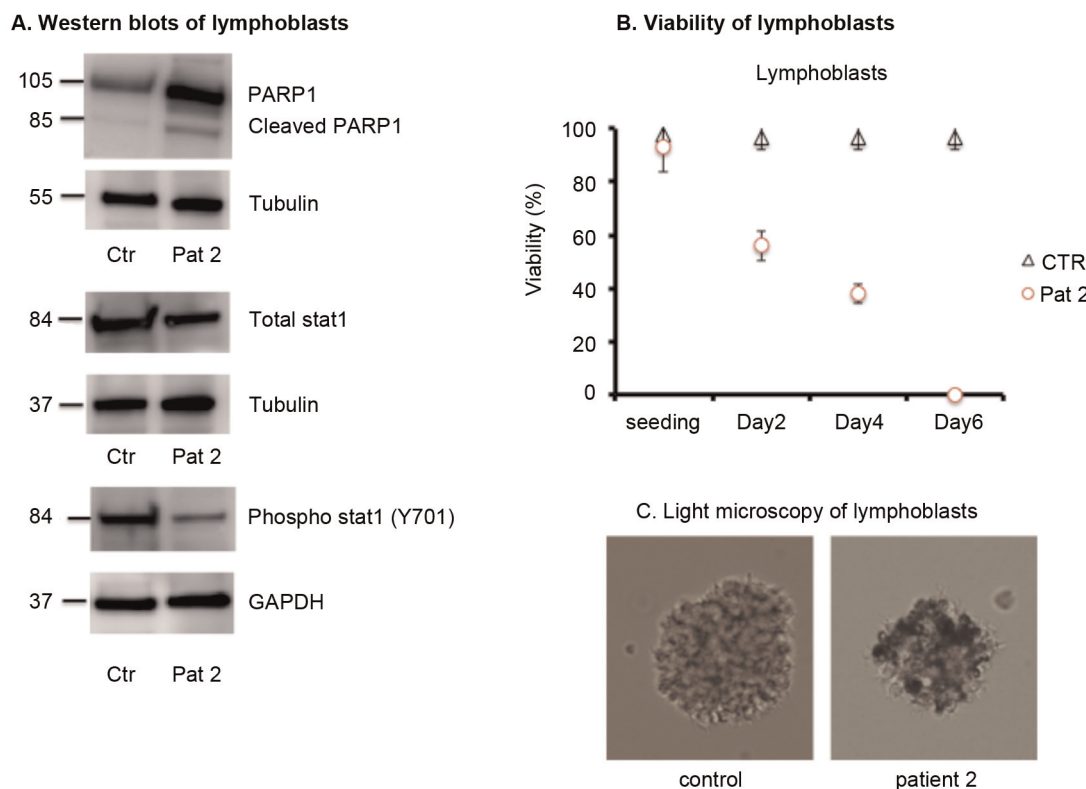 A. Western blots of lymphoblasts
105
PARP1
85
Cleaved PARP1
55
Tubulin
Ctr Pat 2
84
Total stat1
37
Tubulin
Ctr Pat 2
84
Phospho stat1 (Y701)
37
GAPDH
Ctr Pat 2
B. Viability of lymphoblasts
Lymphoblasts
Viability (%)
100
80
60
40
20
0
seeding Day2 Day4 Day6
CTR
Pat 2
C. Light microscopy of lymphoblasts
control patient 2